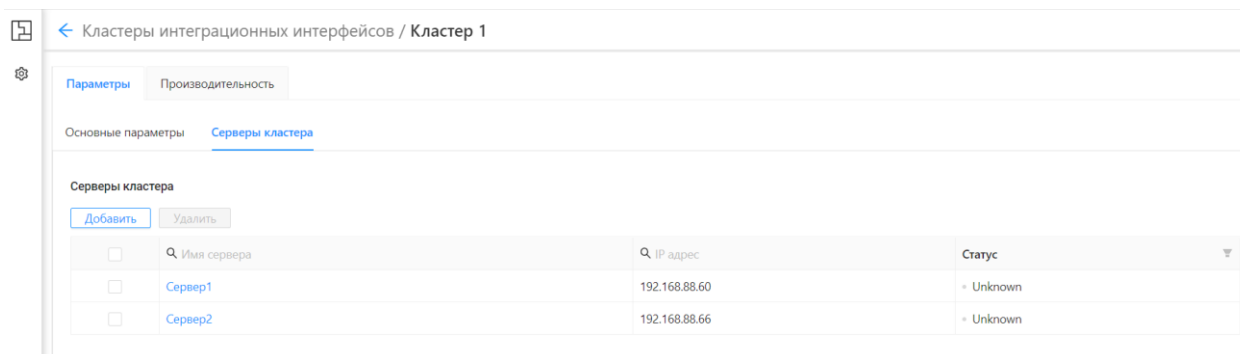 Кластеры интеграционных интерфейсов / Кластер 1
Параметры Производительность
Основные параметры Серверы кластера
Серверы кластера
Добавить Удалить
Имя сервера IP адрес Статус
Сервер1 192.168.88.60 Unknown
Сервер2 192.168.88.66 Unknown